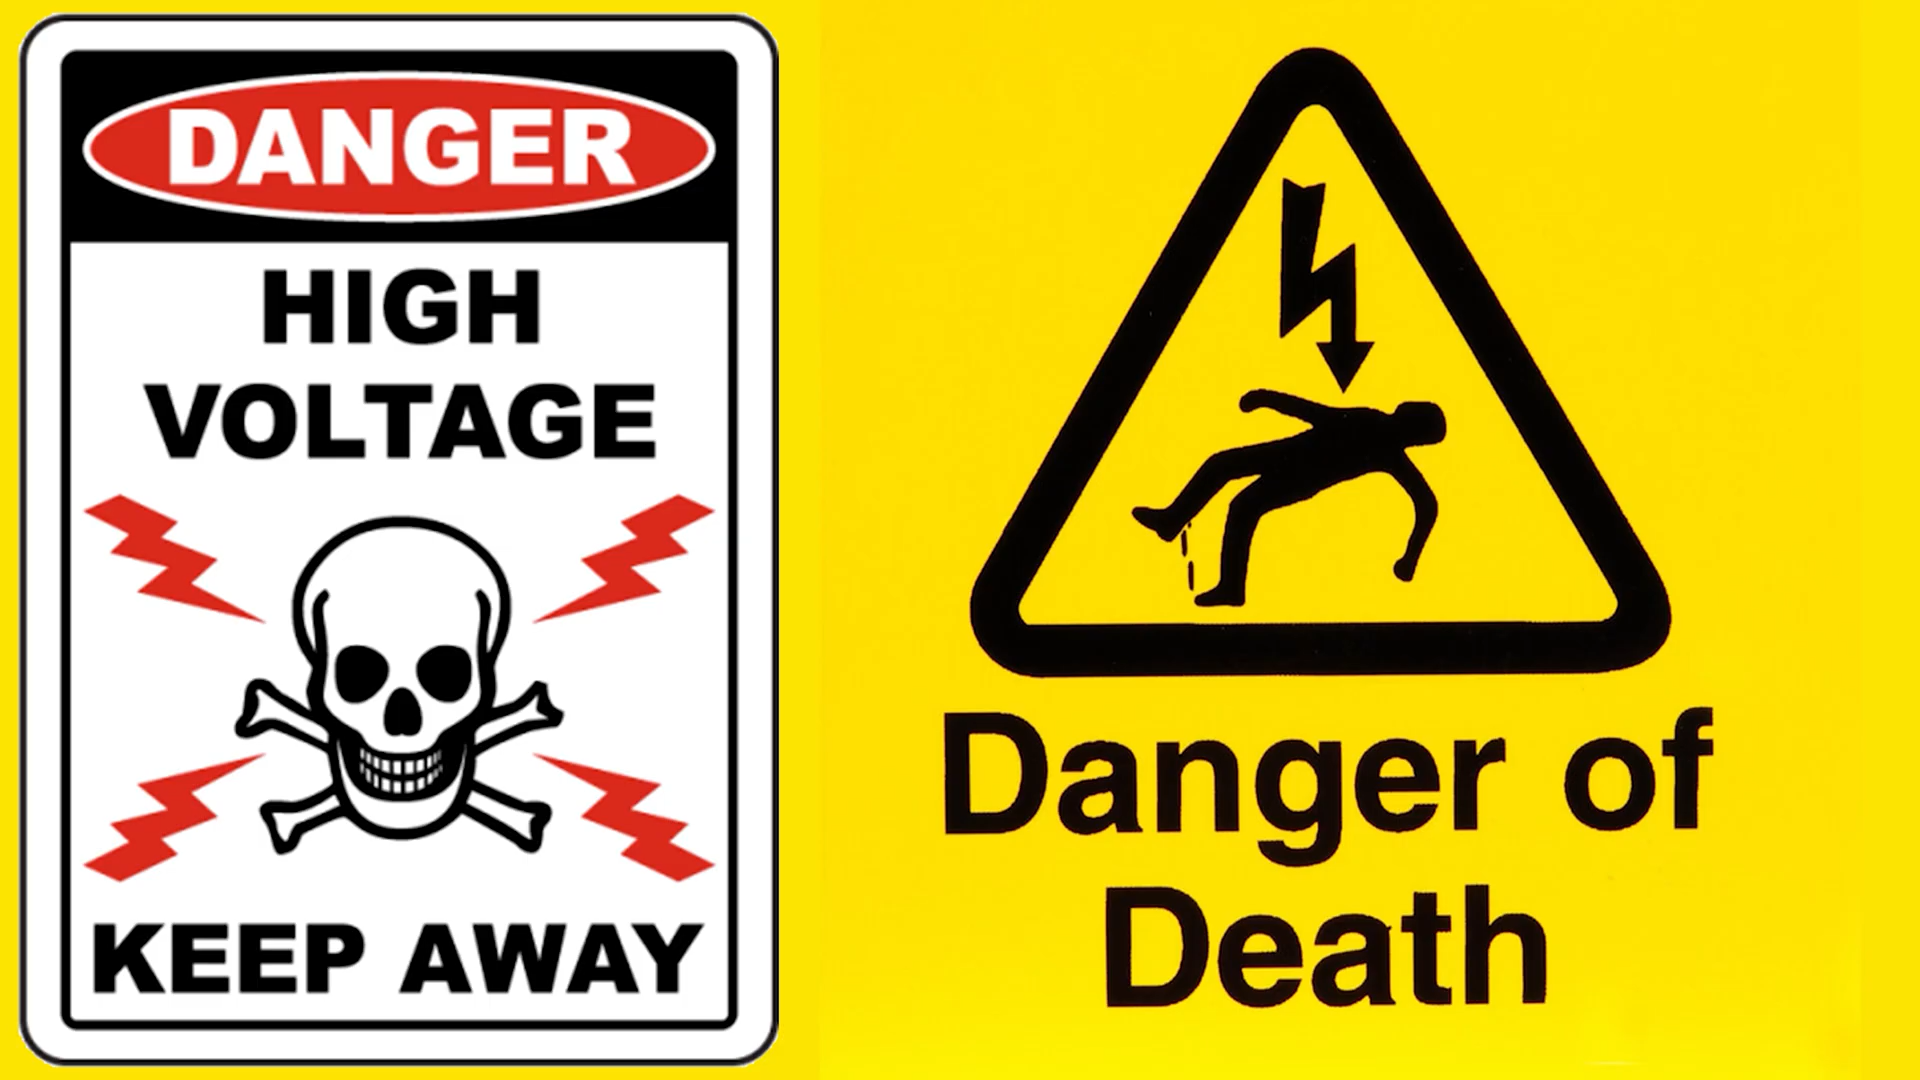 DANGER
HIGH
VOLTAGE
KEEP AWAY
Danger of
Death